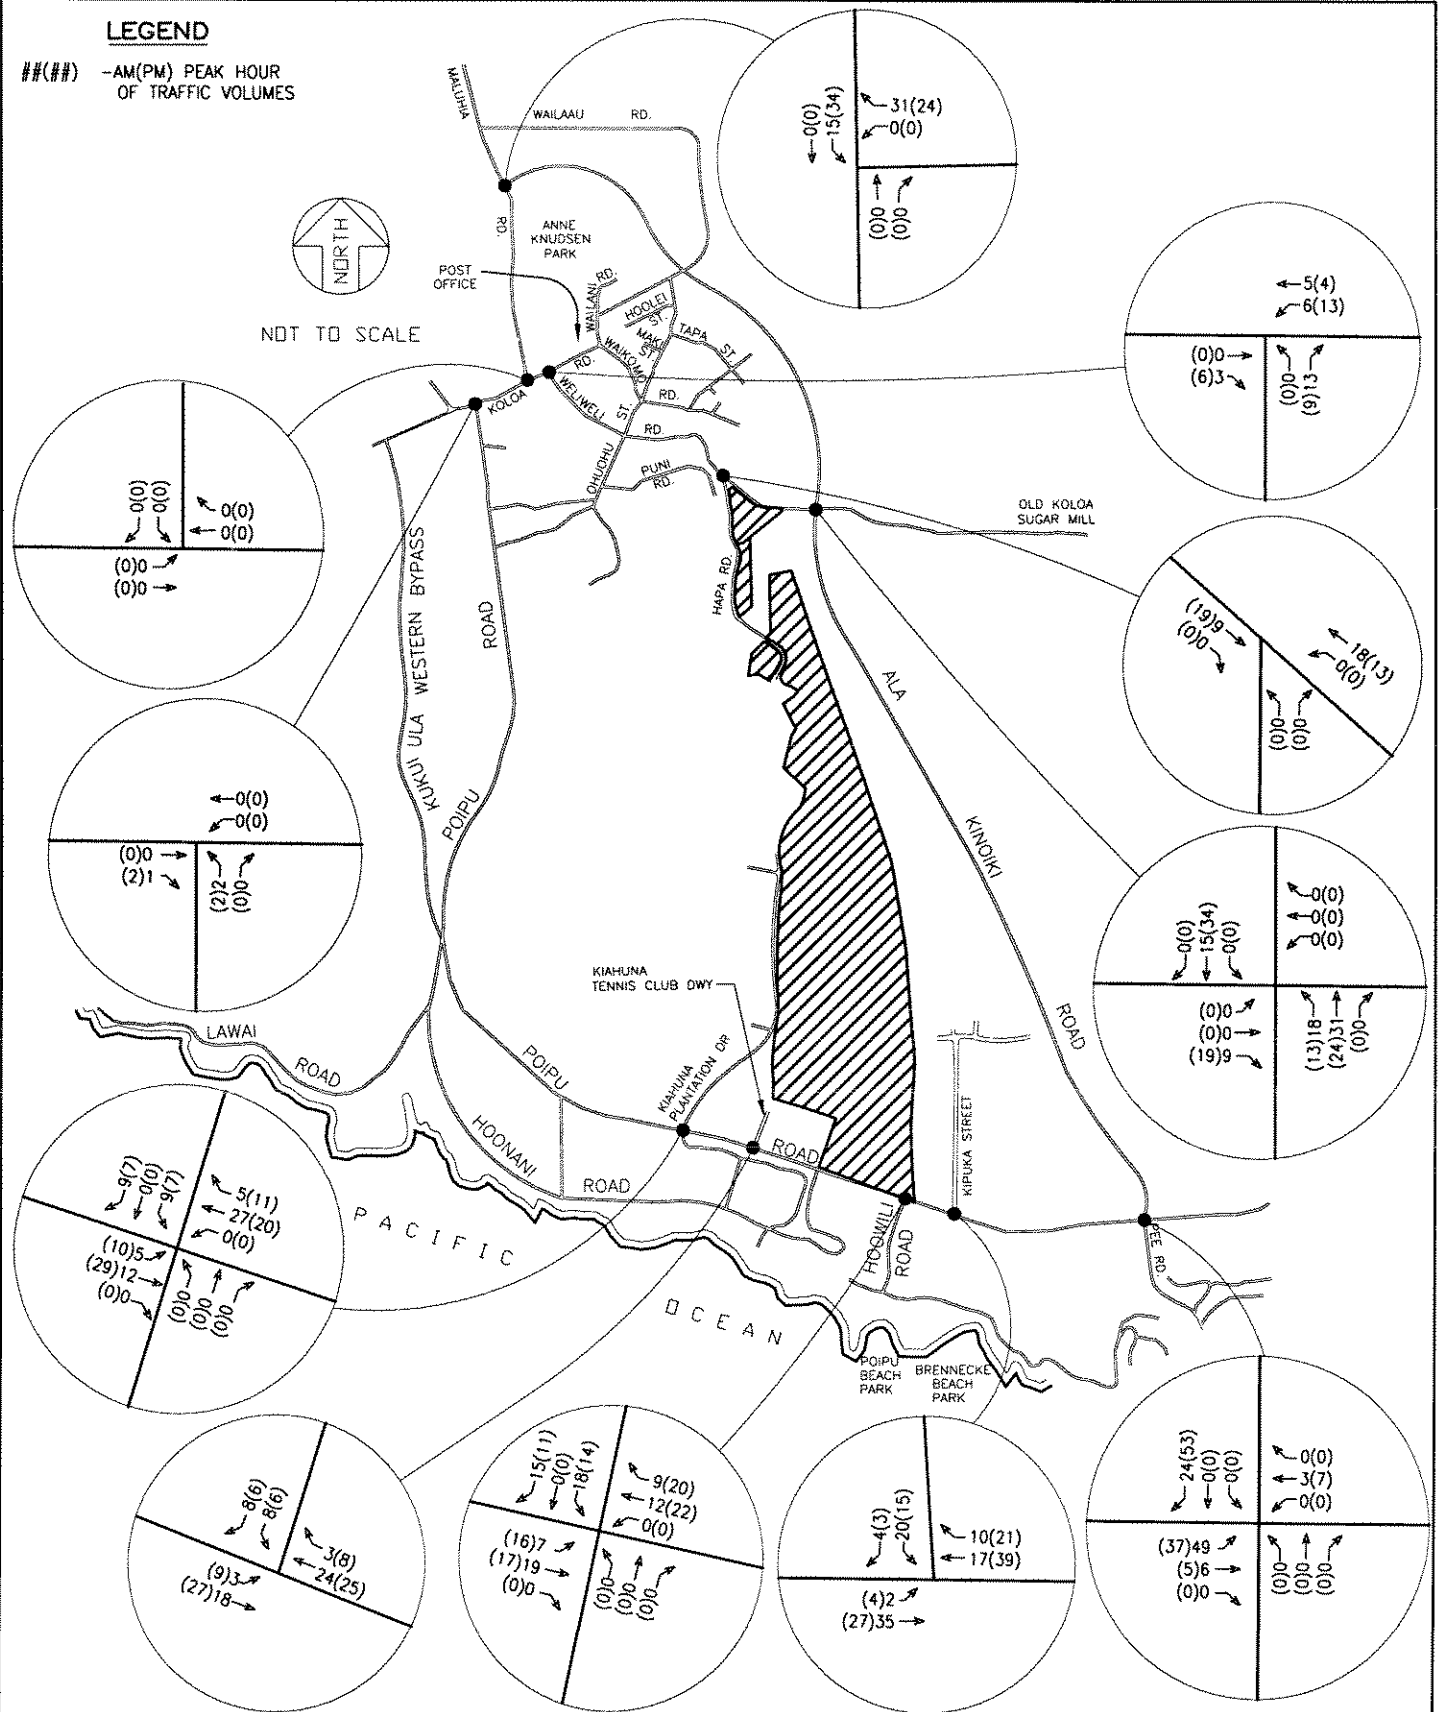 LEGEND
##(##) -AM(PM) PEAK HOUR
OF TRAFFIC VOLUMES
MALUHIA
RD.
WAILAAU RD.
ANNE
KNUDSEN
PARK
NORTH
NOT TO SCALE
POST
OFFICE
WAILANI RD.
HOOLEI
ST.
MAKI
ST.
TAPA ST.
WAIKOMO
RD.
RD.
WELIWELI
RD.
KOLOA
OHUOHU
ST.
PUNI
RD.
HAPA RD.
OLD KOLOA
SUGAR MILL
KUKUI ULA WESTERN BYPASS
POIPU
ROAD
ALA
KINOIKI
ROAD
KIAHUNA
TENNIS CLUB DWY
KIAHUNA
PLANTATION DR
LAWAI
ROAD
HOONANI
ROAD
POIPU
ROAD
KIPUKA STREET
HOOWILI
ROAD
PEE RD.
PACIFIC
OCEAN
POIPU
BEACH
PARK
BRENNECKE
BEACH
PARK
0(0)
15(34)
31(24)
0(0)
(0)0
(0)0
5(4)
6(13)
(0)0
(6)3
(0)0
(9)13
0(0)
0(0)
0(0)
0(0)
(0)0
(0)0
(19)9
(0)0
18(13)
0(0)
(0)0
(0)0
0(0)
0(0)
(0)0
(2)1
(2)2
(0)0
0(0)
15(34)
0(0)
0(0)
0(0)
0(0)
(0)0
(0)0
(19)9
(13)18
(24)31
(0)0
9(7)
0(0)
9(7)
5(11)
27(20)
0(0)
(10)5
(29)12
(0)0
(0)0
(0)0
(0)0
8(6)
8(6)
3(8)
24(25)
(9)3
(27)18
15(11)
0(0)
18(14)
9(20)
12(22)
0(0)
(16)7
(17)19
(0)0
(0)0
(0)0
(0)0
4(3)
20(15)
10(21)
17(39)
(4)2
(27)35
24(53)
0(0)
0(0)
0(0)
3(7)
0(0)
(37)49
(5)6
(0)0
(0)0
(0)0
(0)0